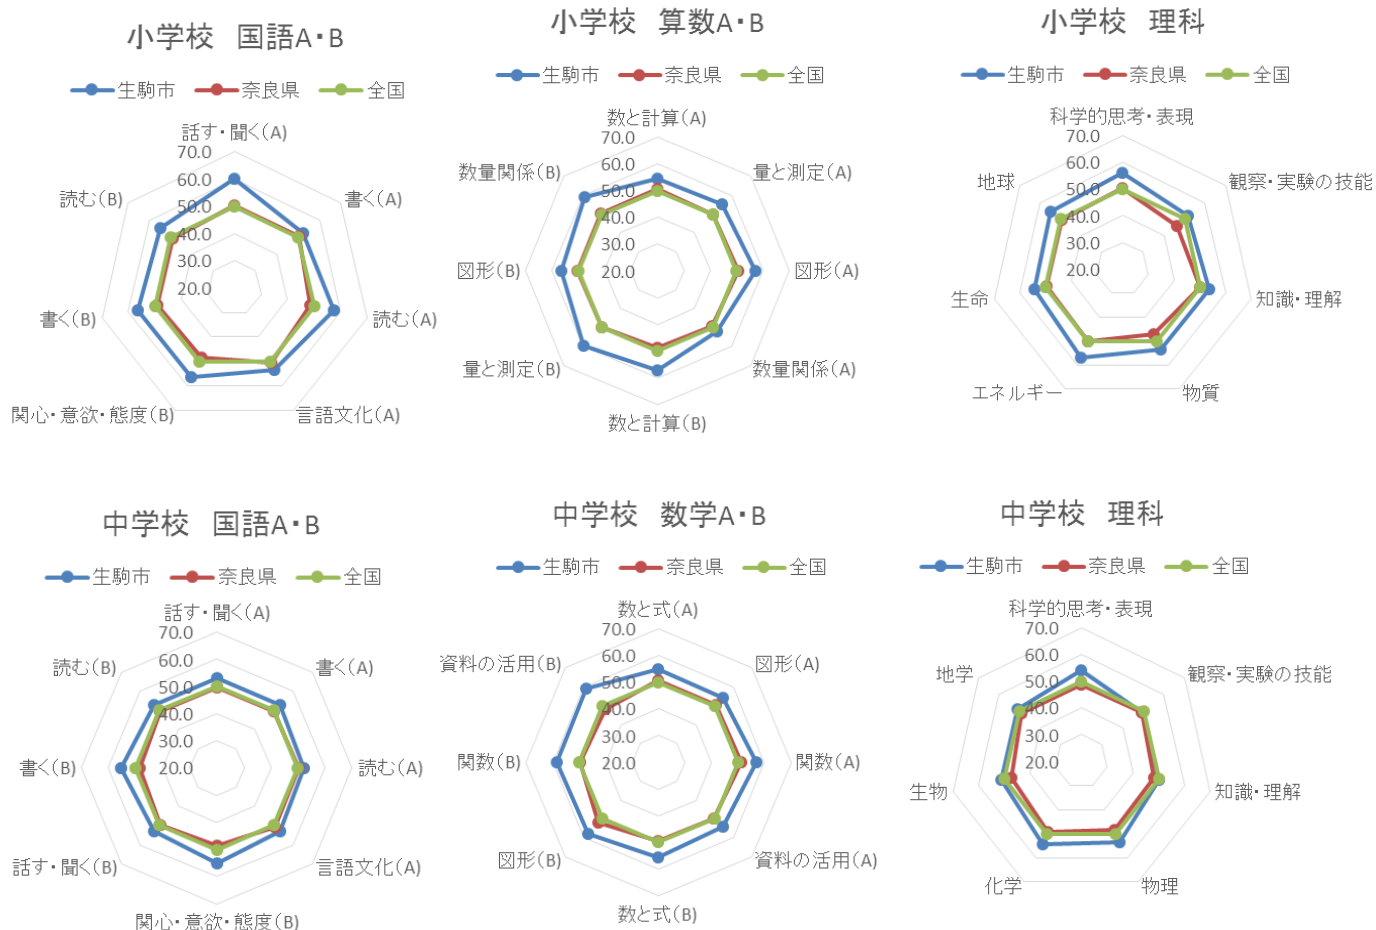 小学校　国語A・B
生駒市 奈良県 全国
話す・聞く(A)
70.0
60.0
50.0
40.0
30.0
20.0
書く(A)
読む(A)
言語文化(A)
関心・意欲・態度(B)
書く(B)
読む(B)
小学校　算数A・B
生駒市 奈良県 全国
数と計算(A)
70.0
60.0
50.0
40.0
30.0
20.0
量と測定(A)
図形(A)
数量関係(A)
数と計算(B)
量と測定(B)
図形(B)
数量関係(B)
小学校　理科
生駒市 奈良県 全国
科学的思考・表現
70.0
60.0
50.0
40.0
30.0
20.0
観察・実験の技能
知識・理解
物質
エネルギー
生命
地球
中学校　国語A・B
生駒市 奈良県 全国
話す・聞く(A)
70.0
60.0
50.0
40.0
30.0
20.0
書く(A)
読む(A)
言語文化(A)
関心・意欲・態度(B)
話す・聞く(B)
書く(B)
読む(B)
中学校　数学A・B
生駒市 奈良県 全国
数と式(A)
70.0
60.0
50.0
40.0
30.0
20.0
図形(A)
関数(A)
資料の活用(A)
数と式(B)
図形(B)
関数(B)
資料の活用(B)
中学校　理科
生駒市 奈良県 全国
科学的思考・表現
70.0
60.0
50.0
40.0
30.0
20.0
観察・実験の技能
知識・理解
物理
化学
生物
地学